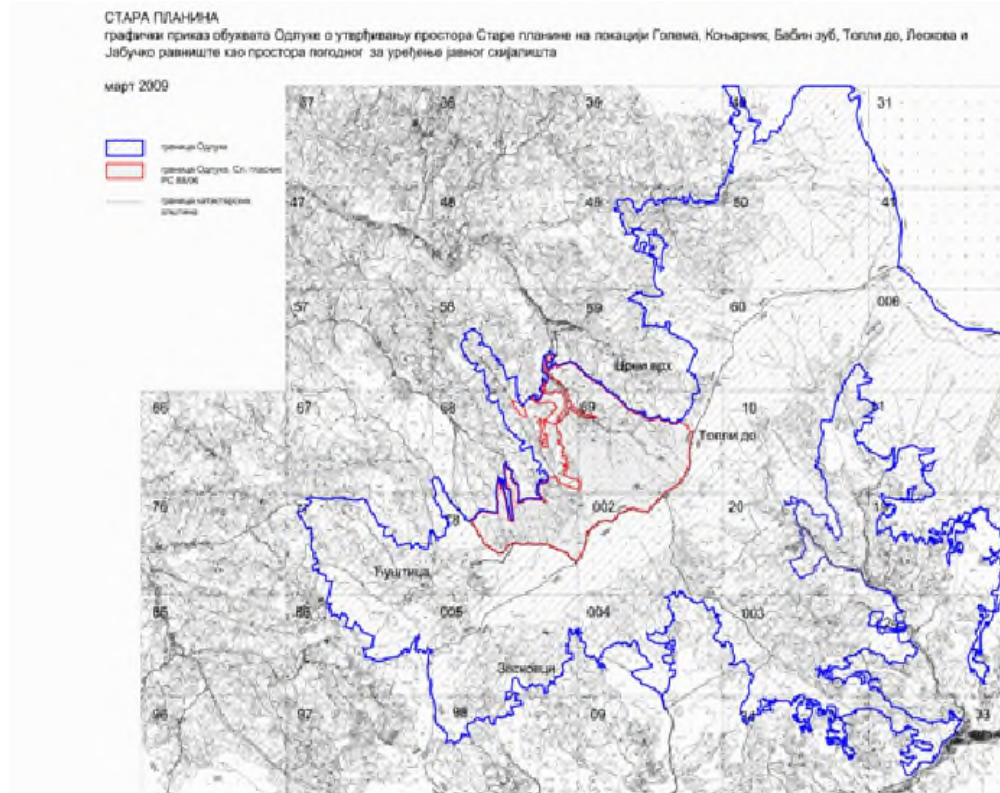 СТАРА ПЛАНИНА
графички приказ обухвата Одлуке о утврђивању простора Старе планине на локацији Голема, Коњарник, Бабин зуб, Топли до, Лескова и
Јабучко равниште као простора погодног за уређење јавног скијалишта
март 2009
граница Одлуке
граница Одлуке. Сл. гласник
РС 88/06
граница катастарских
општина
37 38 39 40 31
47 48 49 50 41
57 58 59 60 006
Црни врх
66 67 68 69 10
Топли до
76 78 002 20
Ћуштица
86 005 004 003
Засковци
96 97 98 09 33